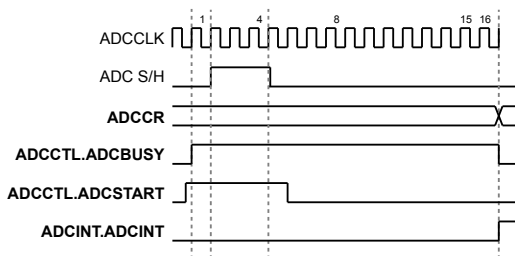 1 4 8 15 16
ADCCLK
ADC S/H
ADCCR
ADCCTL.ADCBUSY
ADCCTL.ADCSTART
ADCINT.ADCINT